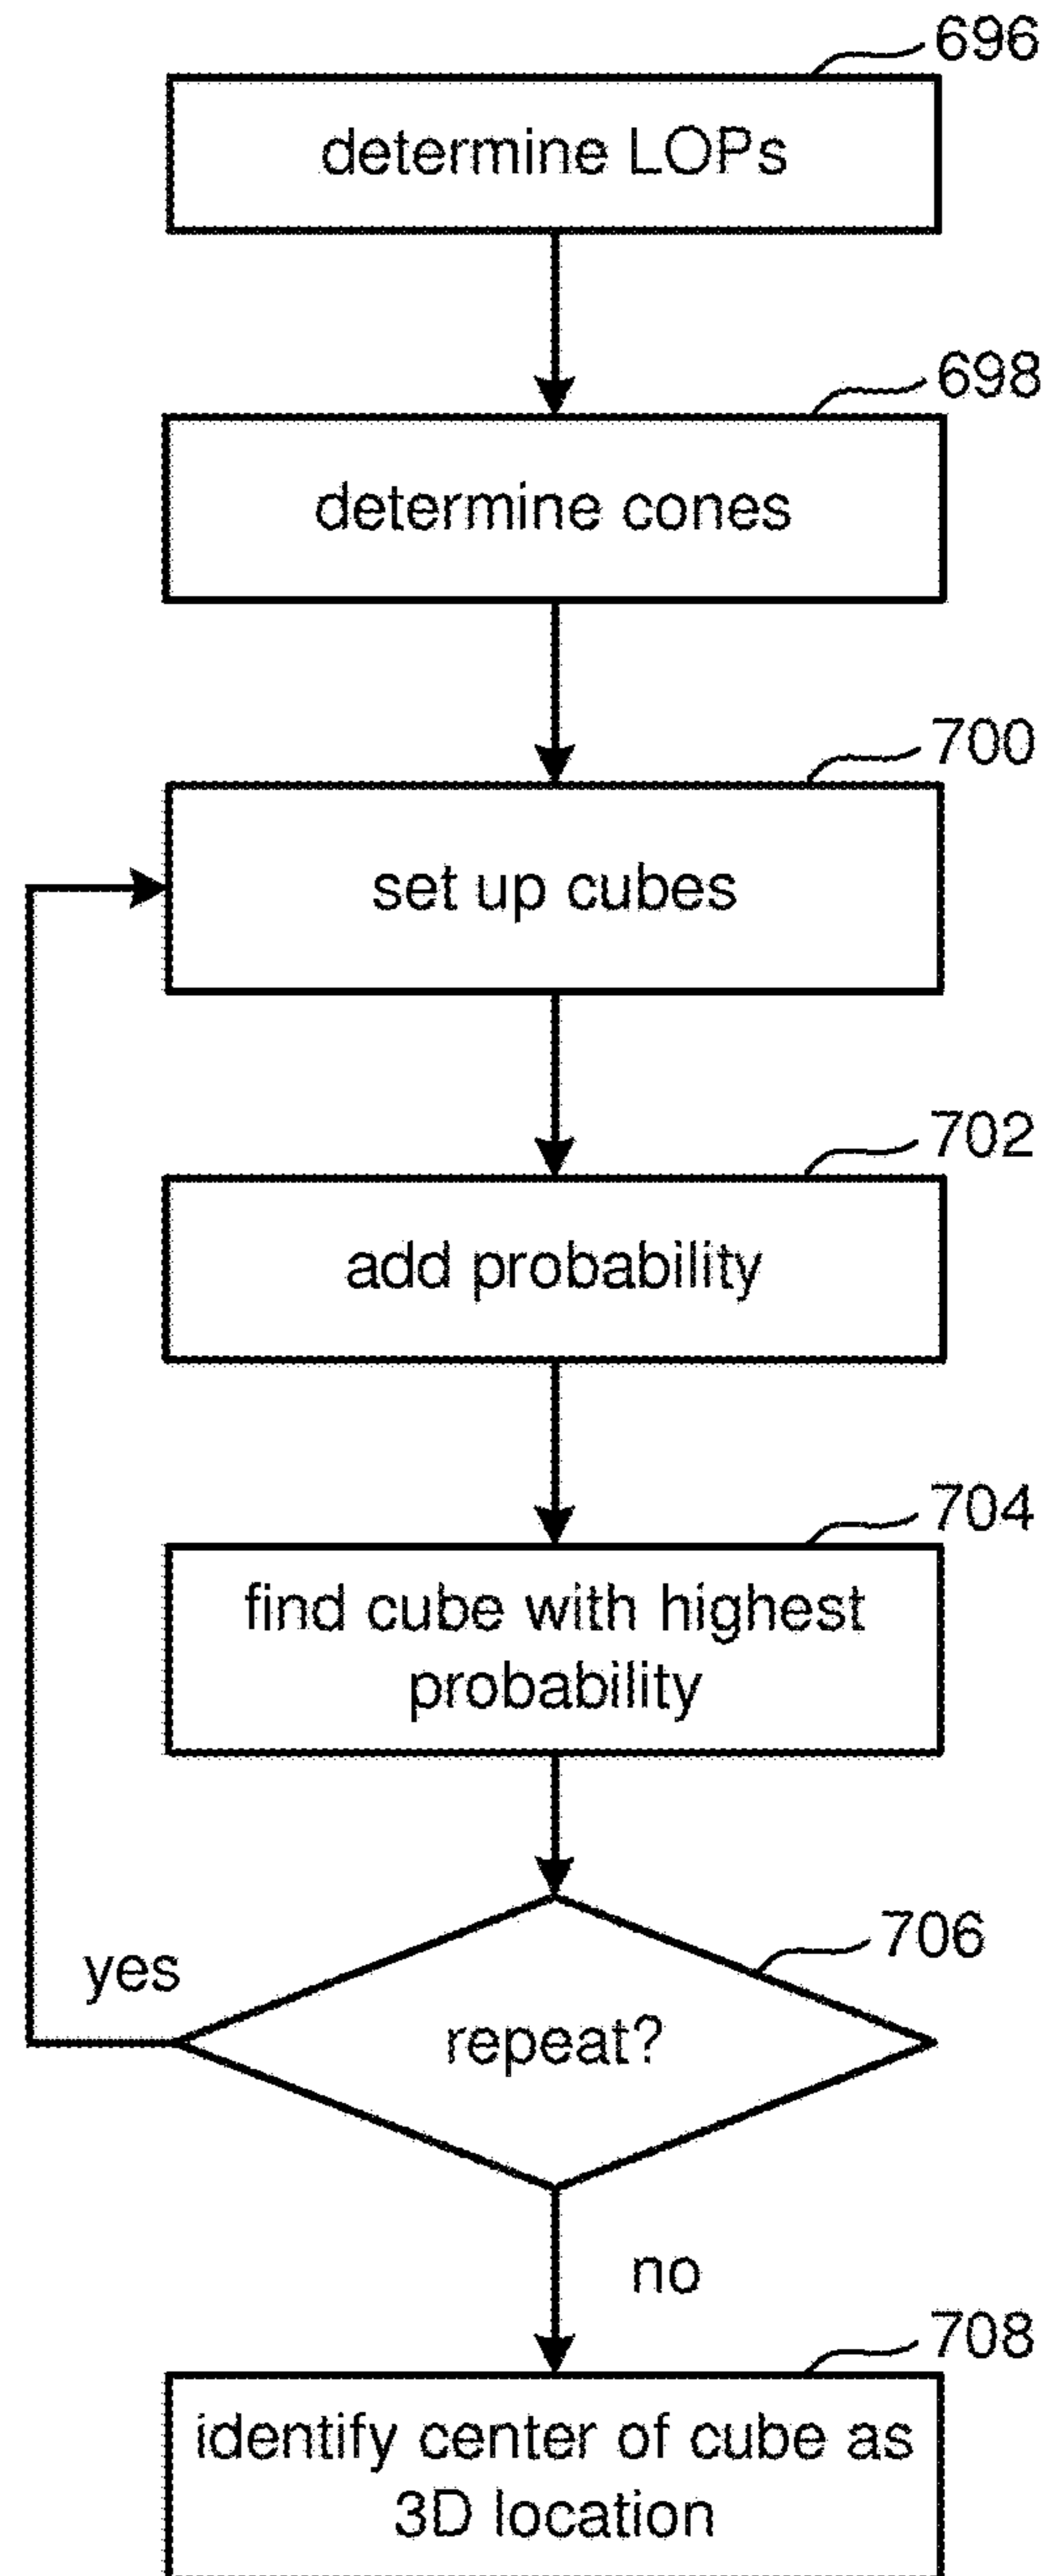 696
determine LOPs
698
determine cones
700
set up cubes
702
add probability
704
find cube with highest
probability
706
yes
repeat?
no
708
identify center of cube as
3D location